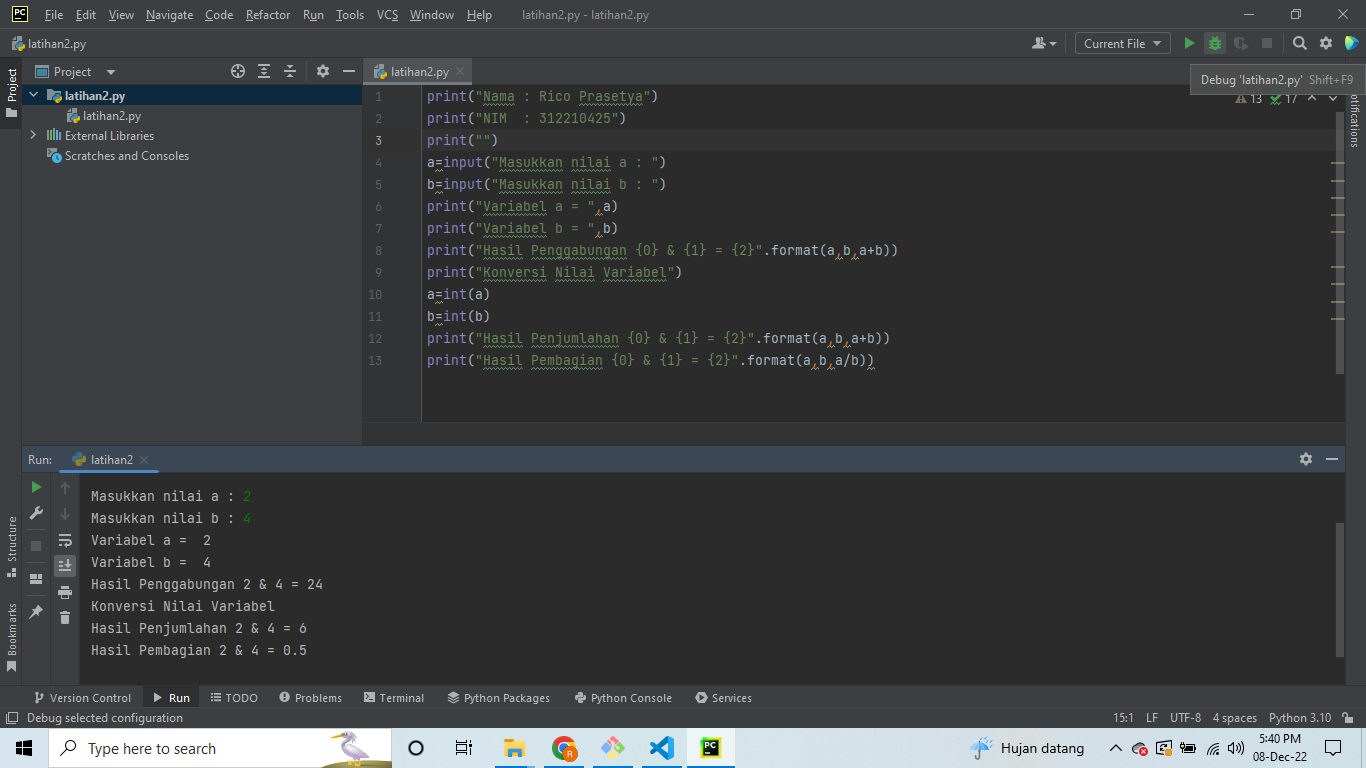 PC File Edit View Navigate Code Refactor Run Tools VCS Window Help latihan2.py - latihan2.py
latihan2.py Current File
Project Project latihan2.py Debug 'latihan2.py' Shift+F9
latihan2.py
latihan2.py
External Libraries
Scratches and Consoles
13 17
Notifications
1 print("Nama : Rico Prasetya")
2 print("NIM  : 312210425")
3 print("")
4 a=input("Masukkan nilai a : ")
5 b=input("Masukkan nilai b : ")
6 print("Variabel a = ",a)
7 print("Variabel b = ",b)
8 print("Hasil Penggabungan {0} & {1} = {2}".format(a,b,a+b))
9 print("Konversi Nilai Variabel")
10 a=int(a)
11 b=int(b)
12 print("Hasil Penjumlahan {0} & {1} = {2}".format(a,b,a+b))
13 print("Hasil Pembagian {0} & {1} = {2}".format(a,b,a/b))
Run: latihan2
Masukkan nilai a : 2
Masukkan nilai b : 4
Variabel a =  2
Variabel b =  4
Hasil Penggabungan 2 & 4 = 24
Konversi Nilai Variabel
Hasil Penjumlahan 2 & 4 = 6
Hasil Pembagian 2 & 4 = 0.5
Structure
Bookmarks
Version Control Run TODO Problems Terminal Python Packages Python Console Services
Debug selected configuration 15:1 LF UTF-8 4 spaces Python 3.10
Type here to search R PC Hujan datang 5:40 PM
08-Dec-22